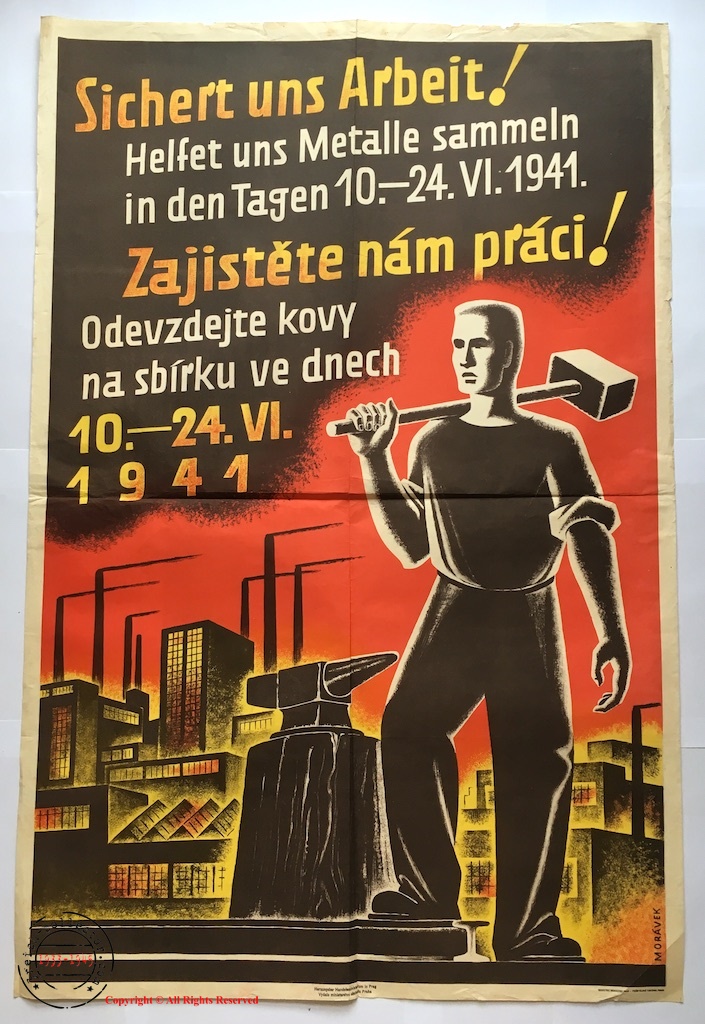 Sichert uns Arbeit!
Helfet uns Metalle sammeln
in den Tagen 10.—24. VI. 1941.
Zajistěte nám práci!
Odevzdejte kovy
na sbírku ve dnech
10.—24. VI.
1941
MORÁVEK
Copyright © All Rights Reserved